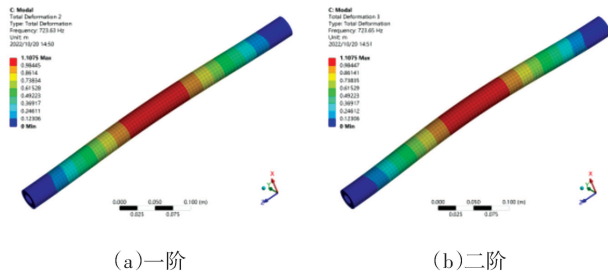 C: Modal
Total Deformation 2
Type: Total Deformation
Frequency: 723.63 Hz
Unit: m
2022/10/20 14:50
1.1075 Max
0.98445
0.8614
0.73834
0.61528
0.49223
0.36917
0.24611
0.12306
0 Min
0.000
0.050
0.100 (m)
0.025
0.075
X
Y
Z
(a)一阶
C: Modal
Total Deformation 3
Type: Total Deformation
Frequency: 723.65 Hz
Unit: m
2022/10/20 14:51
1.1075 Max
0.98447
0.86141
0.73835
0.61529
0.49223
0.36918
0.24612
0.12306
0 Min
0.000
0.050
0.100 (m)
0.025
0.075
X
Y
Z
(b)二阶